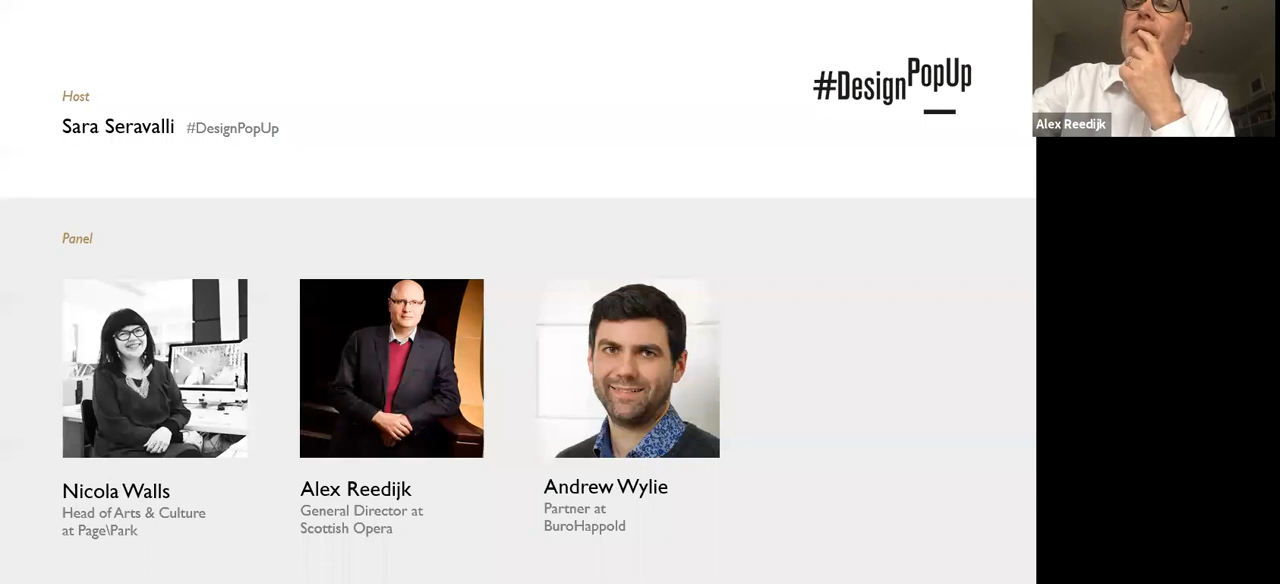 Host
Sara Seravalli #DesignPopUp
#DesignPopUp
Alex Reedijk
Panel
Nicola Walls
Head of Arts & Culture
at Page\Park
Alex Reedijk
General Director at
Scottish Opera
Andrew Wylie
Partner at
BuroHappold